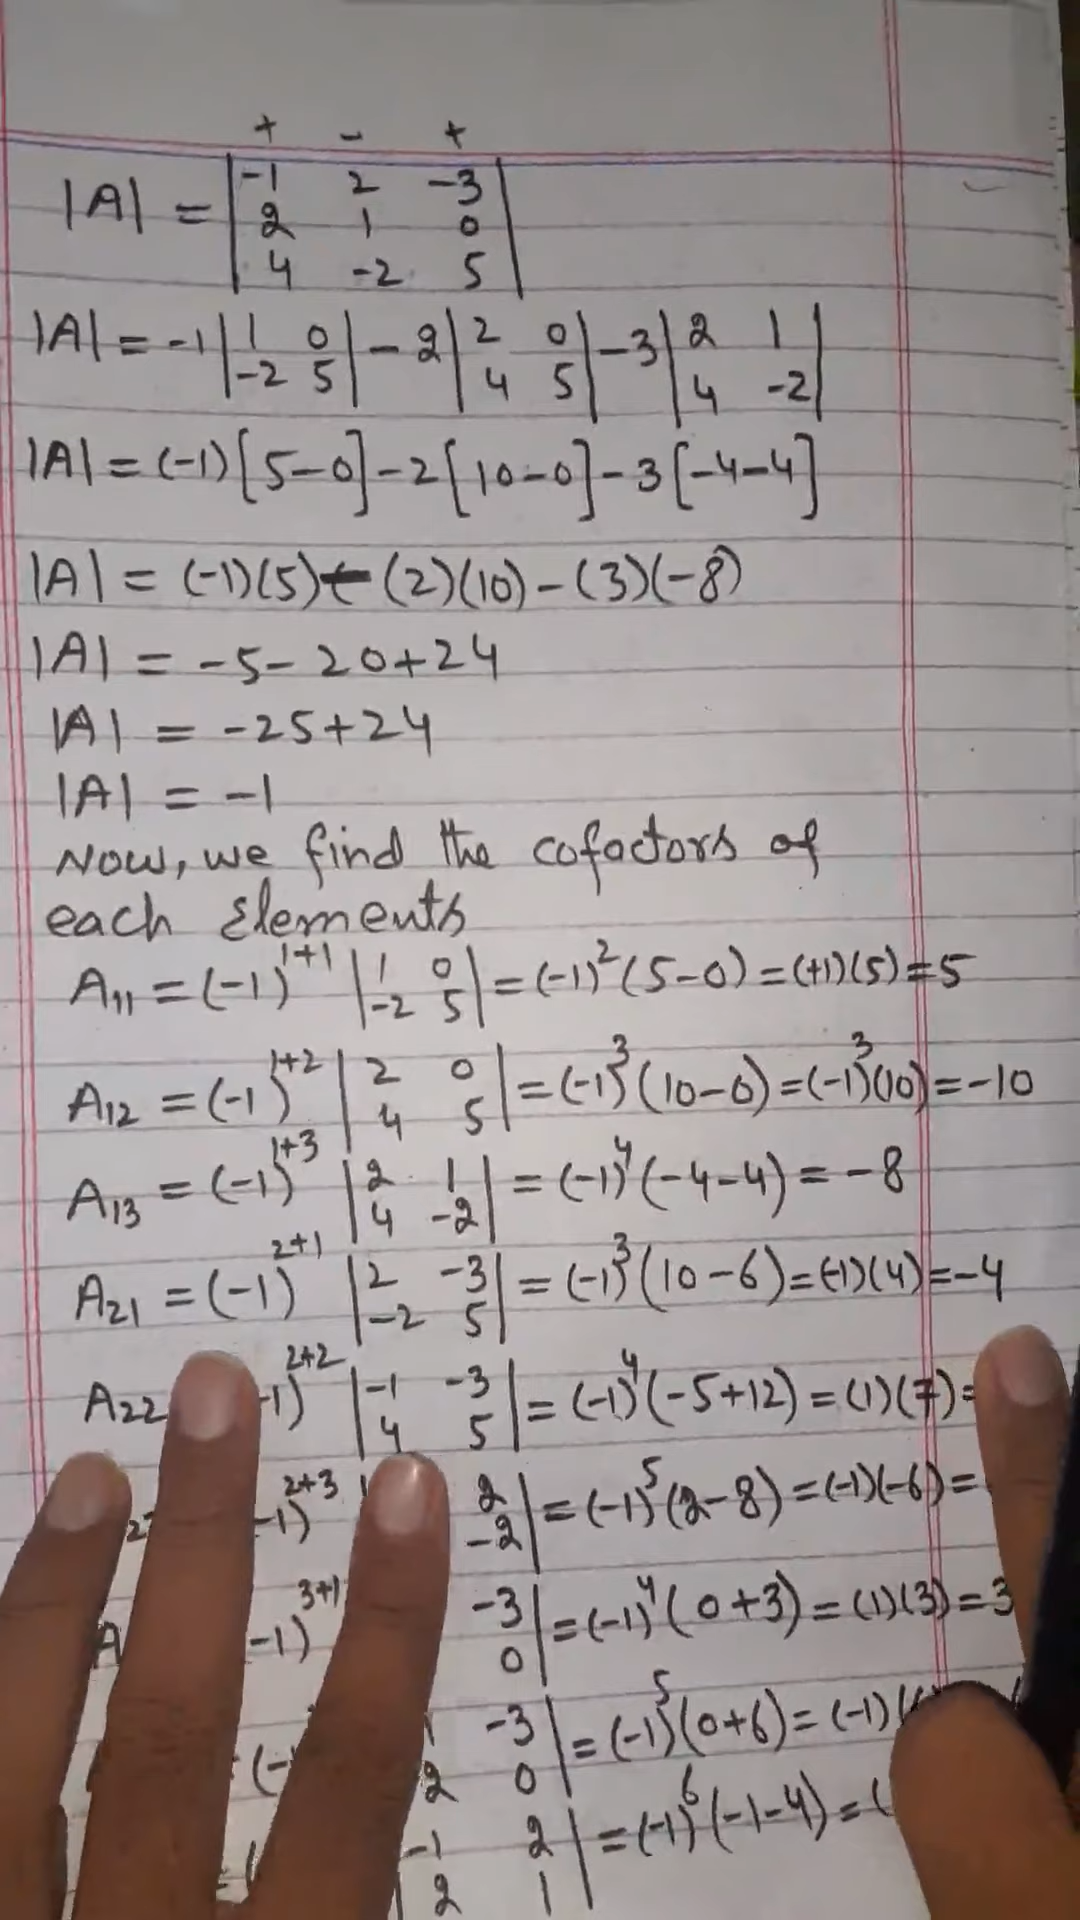 + - +
|A| = |-1 2 -3|
|2 1 0|
|4 -2 5|
|A| = -1 |1 0| - 2 |2 0| - 3 |2 1|
|-2 5| |4 5| |4 -2|
|A| = (-1)[5-0] -2[10-0] -3[-4-4]
|A| = (-1)(5) - (2)(10) - (3)(-8)
|A| = -5 - 20 + 24
|A| = -25 + 24
|A| = -1
Now, we find the cofactors of
each Elements
A₁₁ = (-1)¹⁺¹ |1 0| = (-1)²(5-0) = (+1)(5) = 5
|-2 5|
A₁₂ = (-1)¹⁺² |2 0| = (-1)³(10-0) = (-1)³(10) = -10
|4 5|
A₁₃ = (-1)¹⁺³ |2 1| = (-1)⁴(-4-4) = -8
|4 -2|
A₂₁ = (-1)²⁺¹ |2 -3| = (-1)³(10-6) = (-1)(4) = -4
|-2 5|
A₂₂ -1)²⁺² |-1 -3| = (-1)⁴(-5+12) = (1)(7) =
|4 5|
-1)²⁺³ 2| = (-1)⁵(2-8) = (-1)(-6) =
-2|
A -1)³⁺¹ -3| = (-1)⁴(0+3) = (1)(3) = 3
0|
-3| = (-1)⁵(0+6) = (-1)(
2 0|
-1 2| = (-1)⁶(-1-4) = (
|2 1|